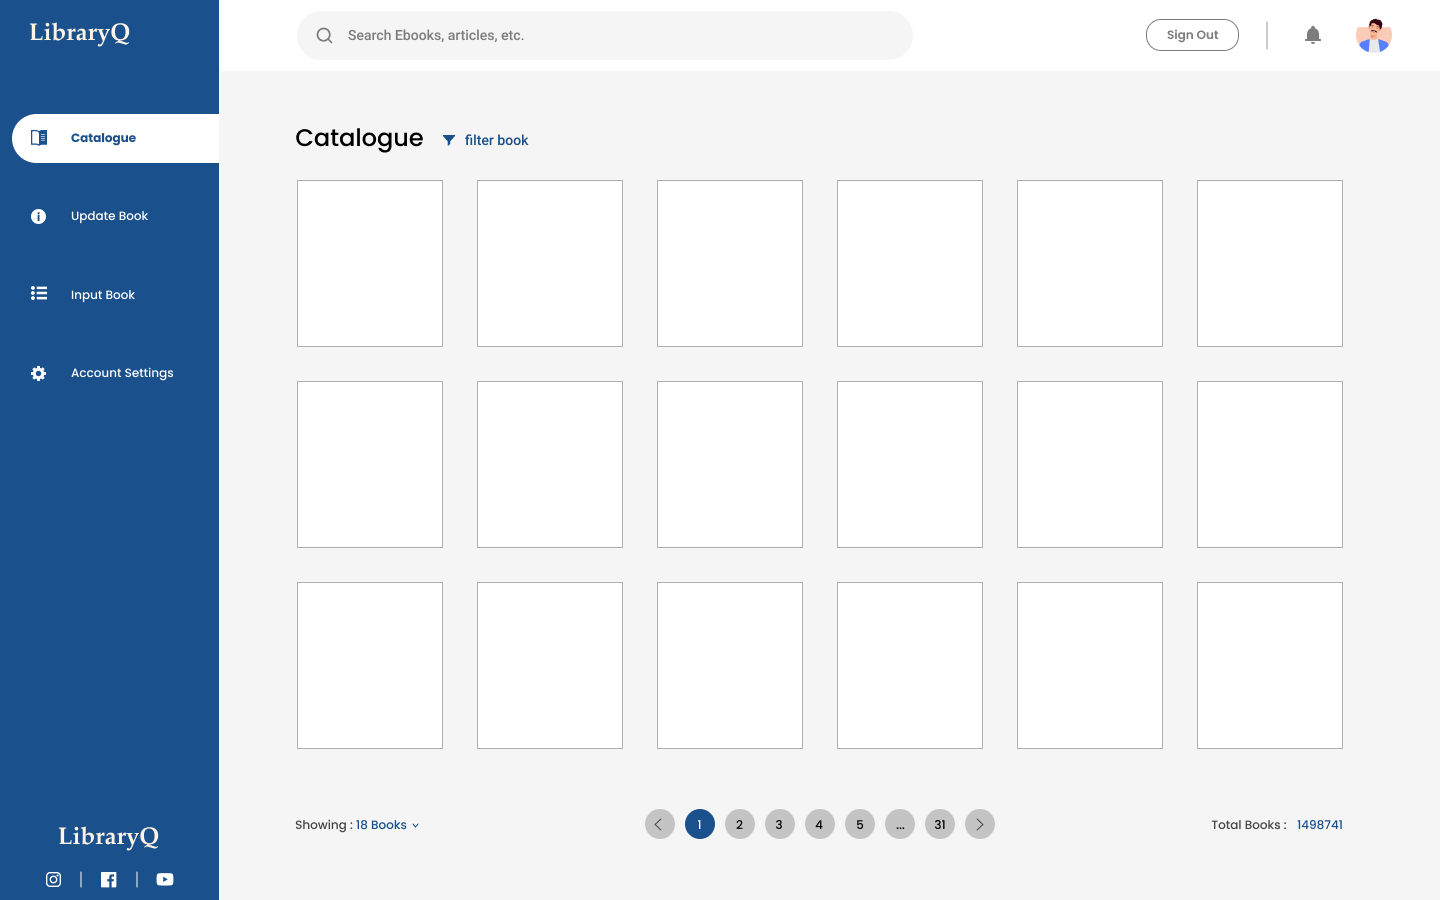 LibraryQ
Search Ebooks, articles, etc.
Sign Out
Catalogue
Update Book
Input Book
Account Settings
Catalogue
filter book
Showing : 18 Books
1 2 3 4 5 ... 31
Total Books : 1498741
LibraryQ